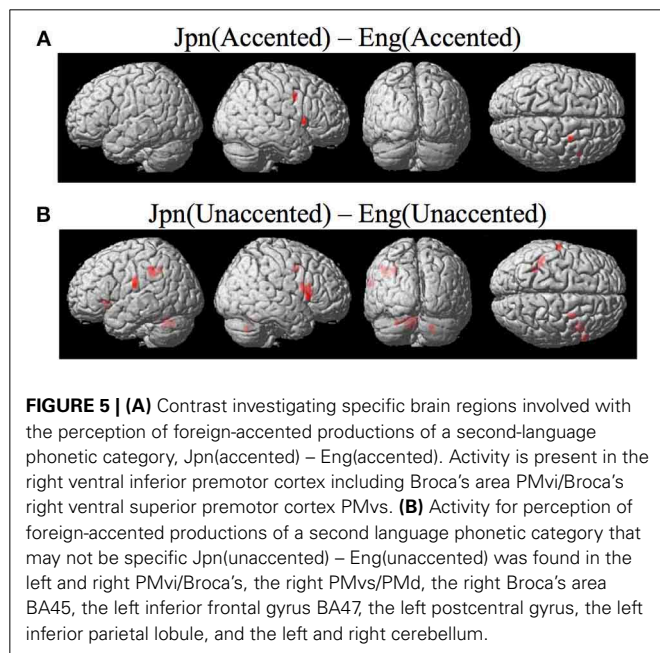 A
Jpn(Accented) – Eng(Accented)
B
Jpn(Unaccented) – Eng(Unaccented)
FIGURE 5 | (A) Contrast investigating specific brain regions involved with
the perception of foreign-accented productions of a second-language
phonetic category, Jpn(accented) – Eng(accented). Activity is present in the
right ventral inferior premotor cortex including Broca's area PMvi/Broca's
right ventral superior premotor cortex PMvs. (B) Activity for perception of
foreign-accented productions of a second language phonetic category that
may not be specific Jpn(unaccented) – Eng(unaccented) was found in the
left and right PMvi/Broca's, the right PMvs/PMd, the right Broca's area
BA45, the left inferior frontal gyrus BA47, the left postcentral gyrus, the left
inferior parietal lobule, and the left and right cerebellum.